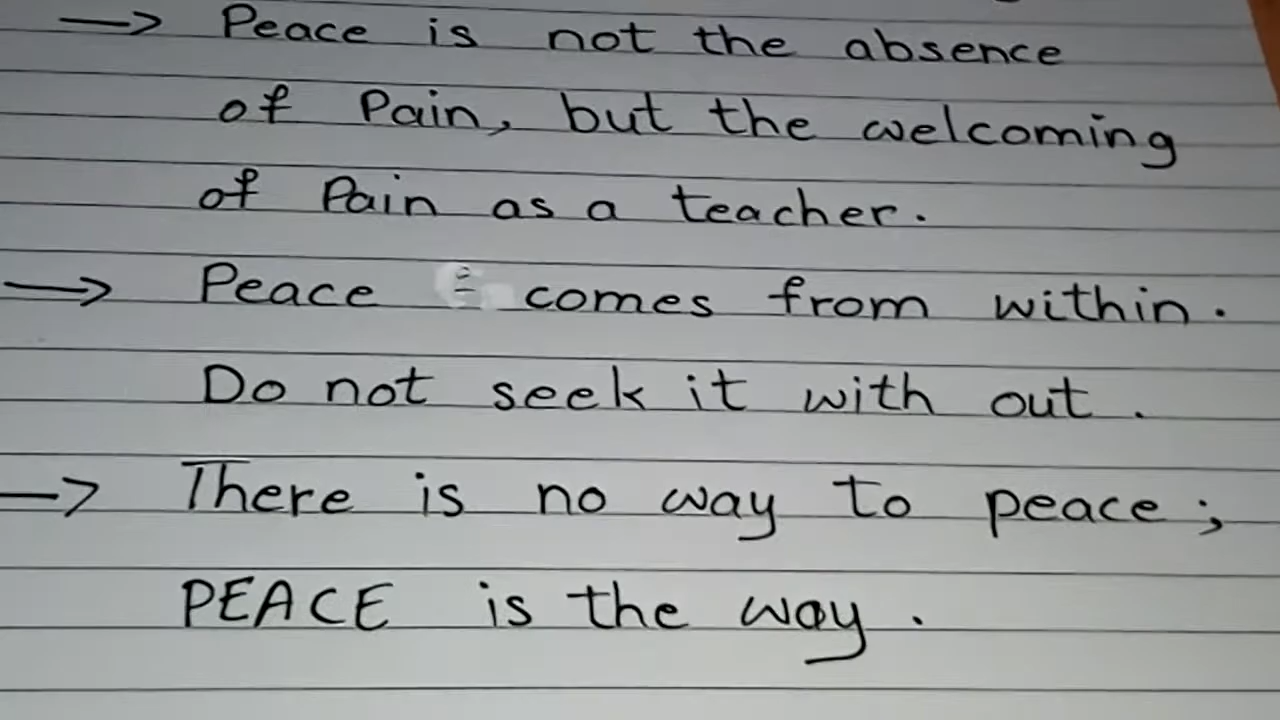 → Peace is not the absence
of Pain, but the welcoming
of Pain as a teacher.
→ Peace comes from within.
Do not seek it with out.
→ There is no way to peace;
PEACE is the way.